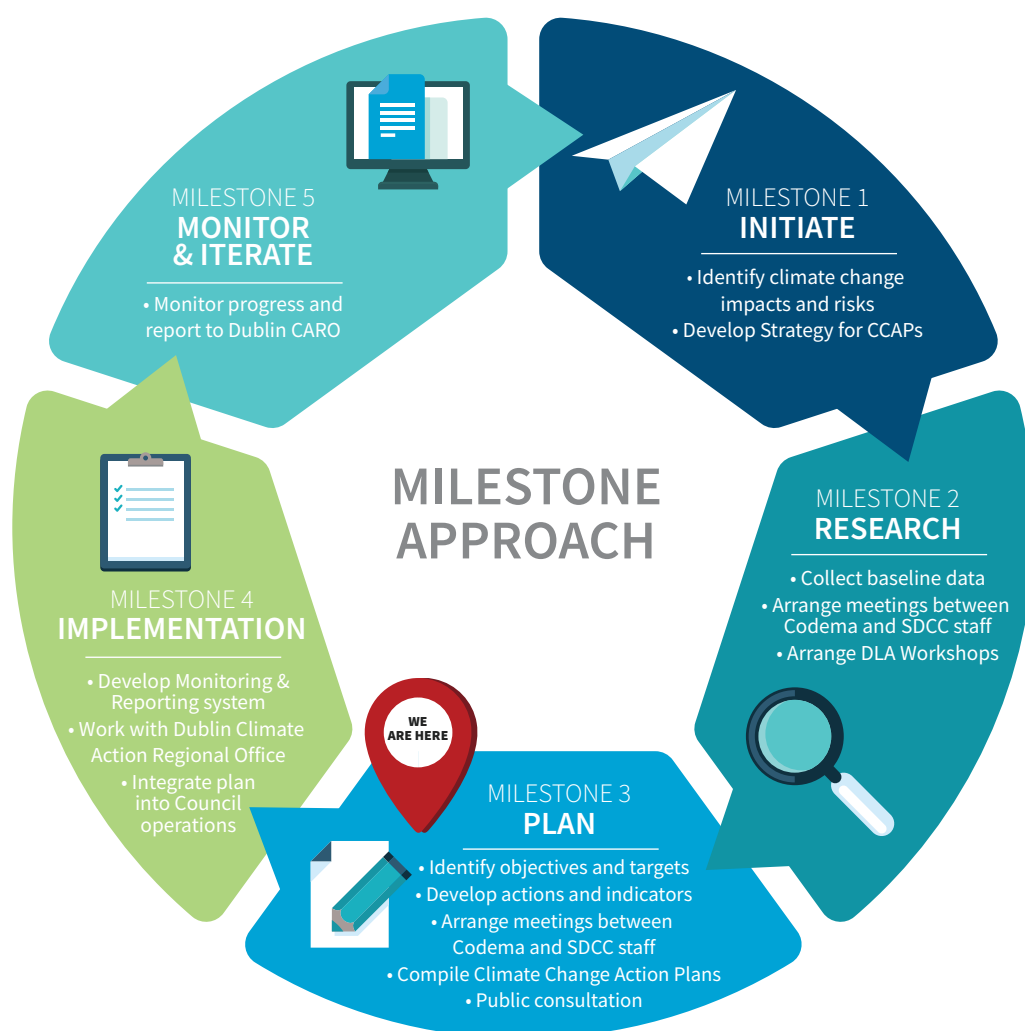 MILESTONE APPROACH
MILESTONE 1
INITIATE
• Identify climate change
impacts and risks
• Develop Strategy for CCAPs
MILESTONE 2
RESEARCH
• Collect baseline data
• Arrange meetings between
Codema and SDCC staff
• Arrange DLA Workshops
WE
ARE HERE
MILESTONE 3
PLAN
• Identify objectives and targets
• Develop actions and indicators
• Arrange meetings between
Codema and SDCC staff
• Compile Climate Change Action Plans
• Public consultation
MILESTONE 4
IMPLEMENTATION
• Develop Monitoring &
Reporting system
• Work with Dublin Climate
Action Regional Office
• Integrate plan
into Council
operations
MILESTONE 5
MONITOR
& ITERATE
• Monitor progress and
report to Dublin CARO